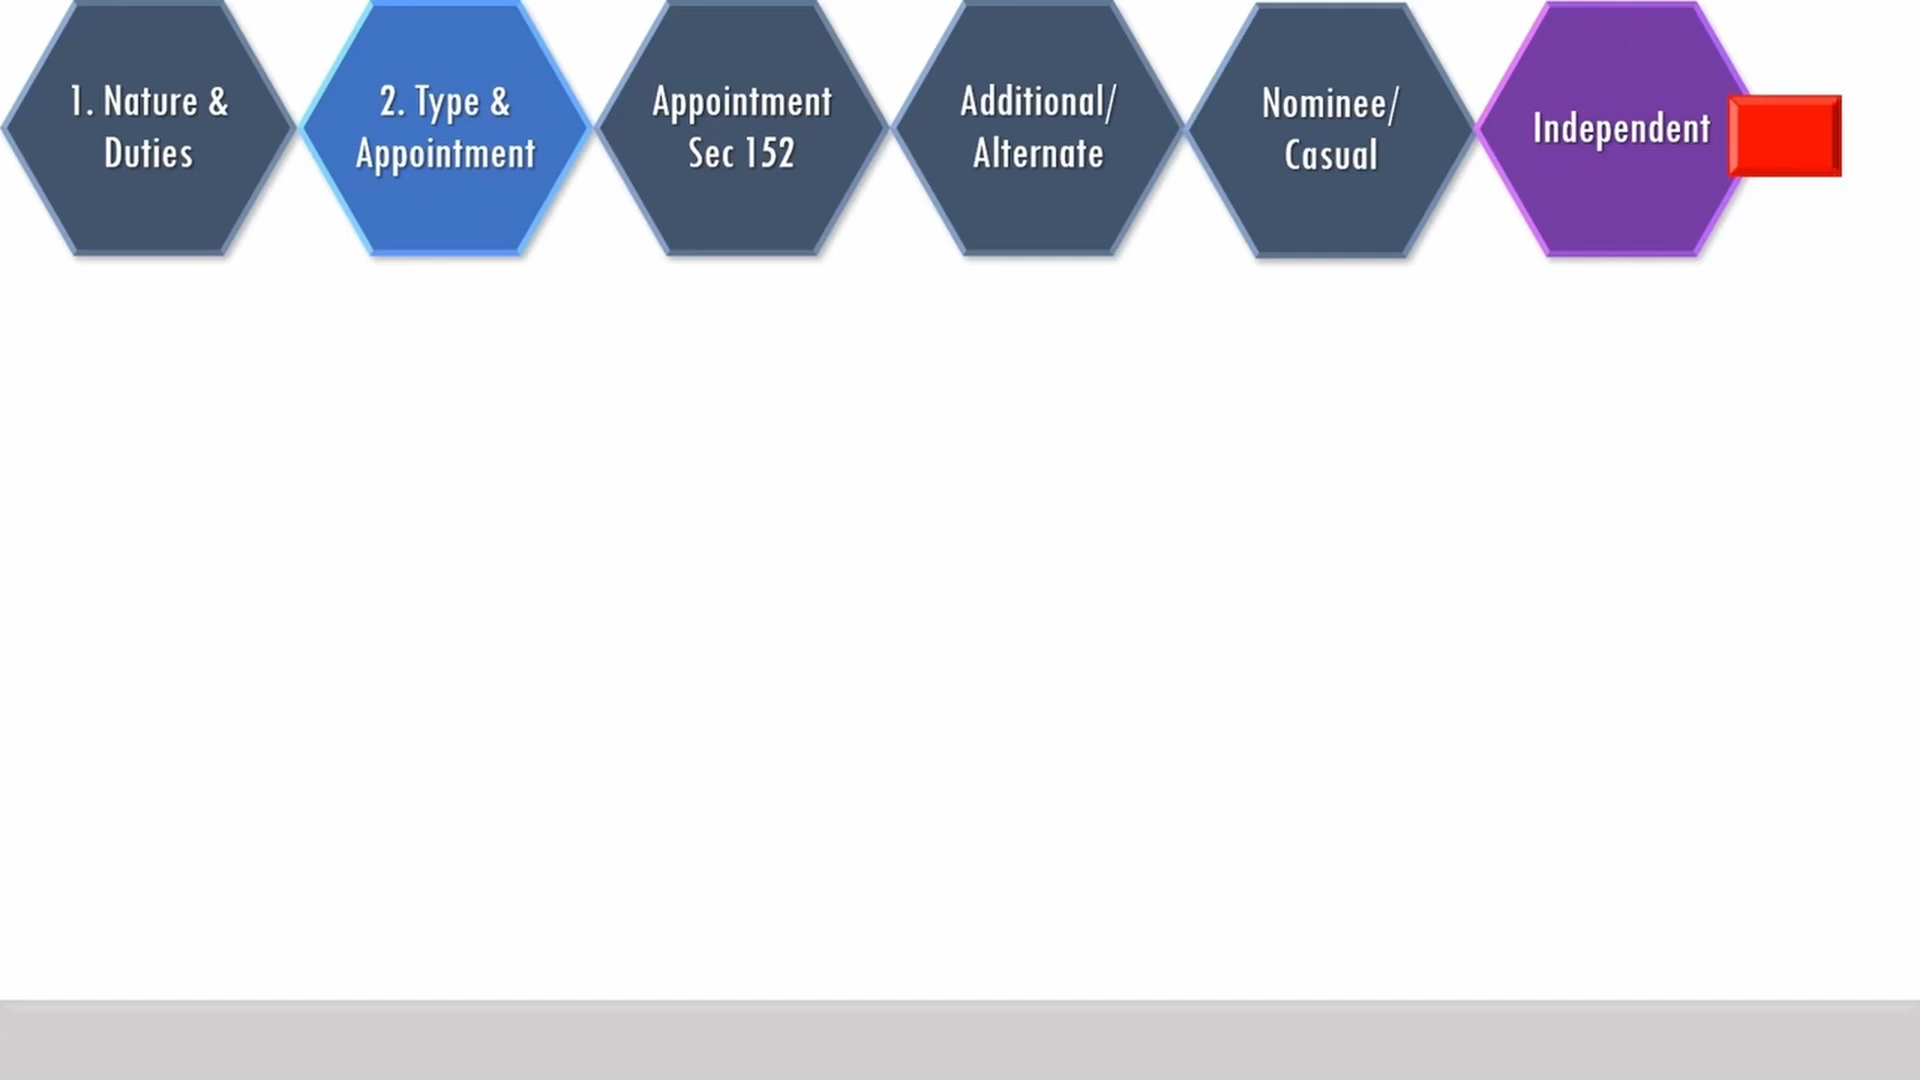 1. Nature &
Duties
2. Type &
Appointment
Appointment
Sec 152
Additional/
Alternate
Nominee/
Casual
Independent